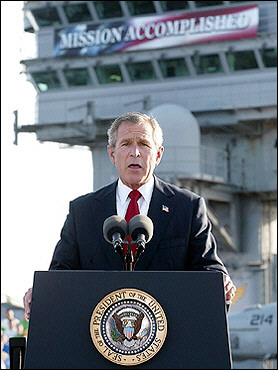 MISSION ACCOMPLISHED
214
SEAL OF THE PRESIDENT OF THE UNITED STATES